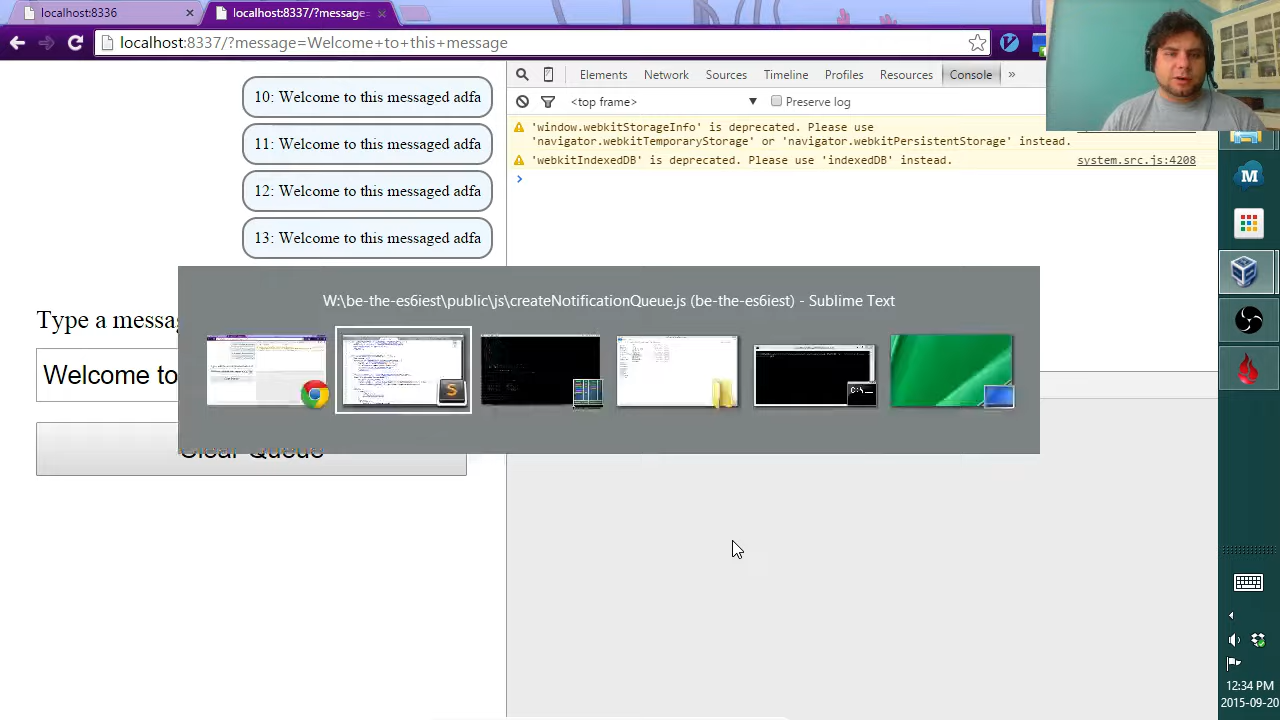 localhost:8336
localhost:8337/?message=
localhost:8337/?message=Welcome+to+this+message
Elements Network Sources Timeline Profiles Resources Console »
<top frame> Preserve log
10: Welcome to this messaged adfa
11: Welcome to this messaged adfa
12: Welcome to this messaged adfa
13: Welcome to this messaged adfa
'window.webkitStorageInfo' is deprecated. Please use
'navigator.webkitTemporaryStorage' or 'navigator.webkitPersistentStorage' instead.
'webkitIndexedDB' is deprecated. Please use 'indexedDB' instead.
system.src.js:4208
W:\be-the-es6iest\public\js\createNotificationQueue.js (be-the-es6iest) - Sublime Text
Type a messa
Welcome to
Clear Queue
C:\_
M
12:34 PM
2015-09-20